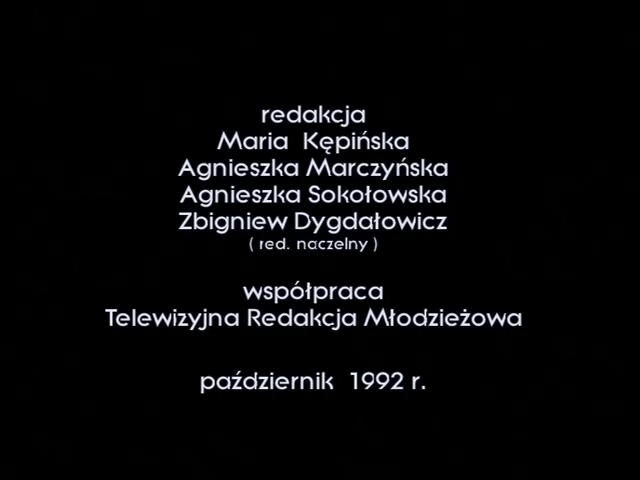 redakcja
Maria Kępińska
Agnieszka Marczyńska
Agnieszka Sokołowska
Zbigniew Dygdałowicz
( red. naczelny )
współpraca
Telewizyjna Redakcja Młodzieżowa
październik 1992 r.